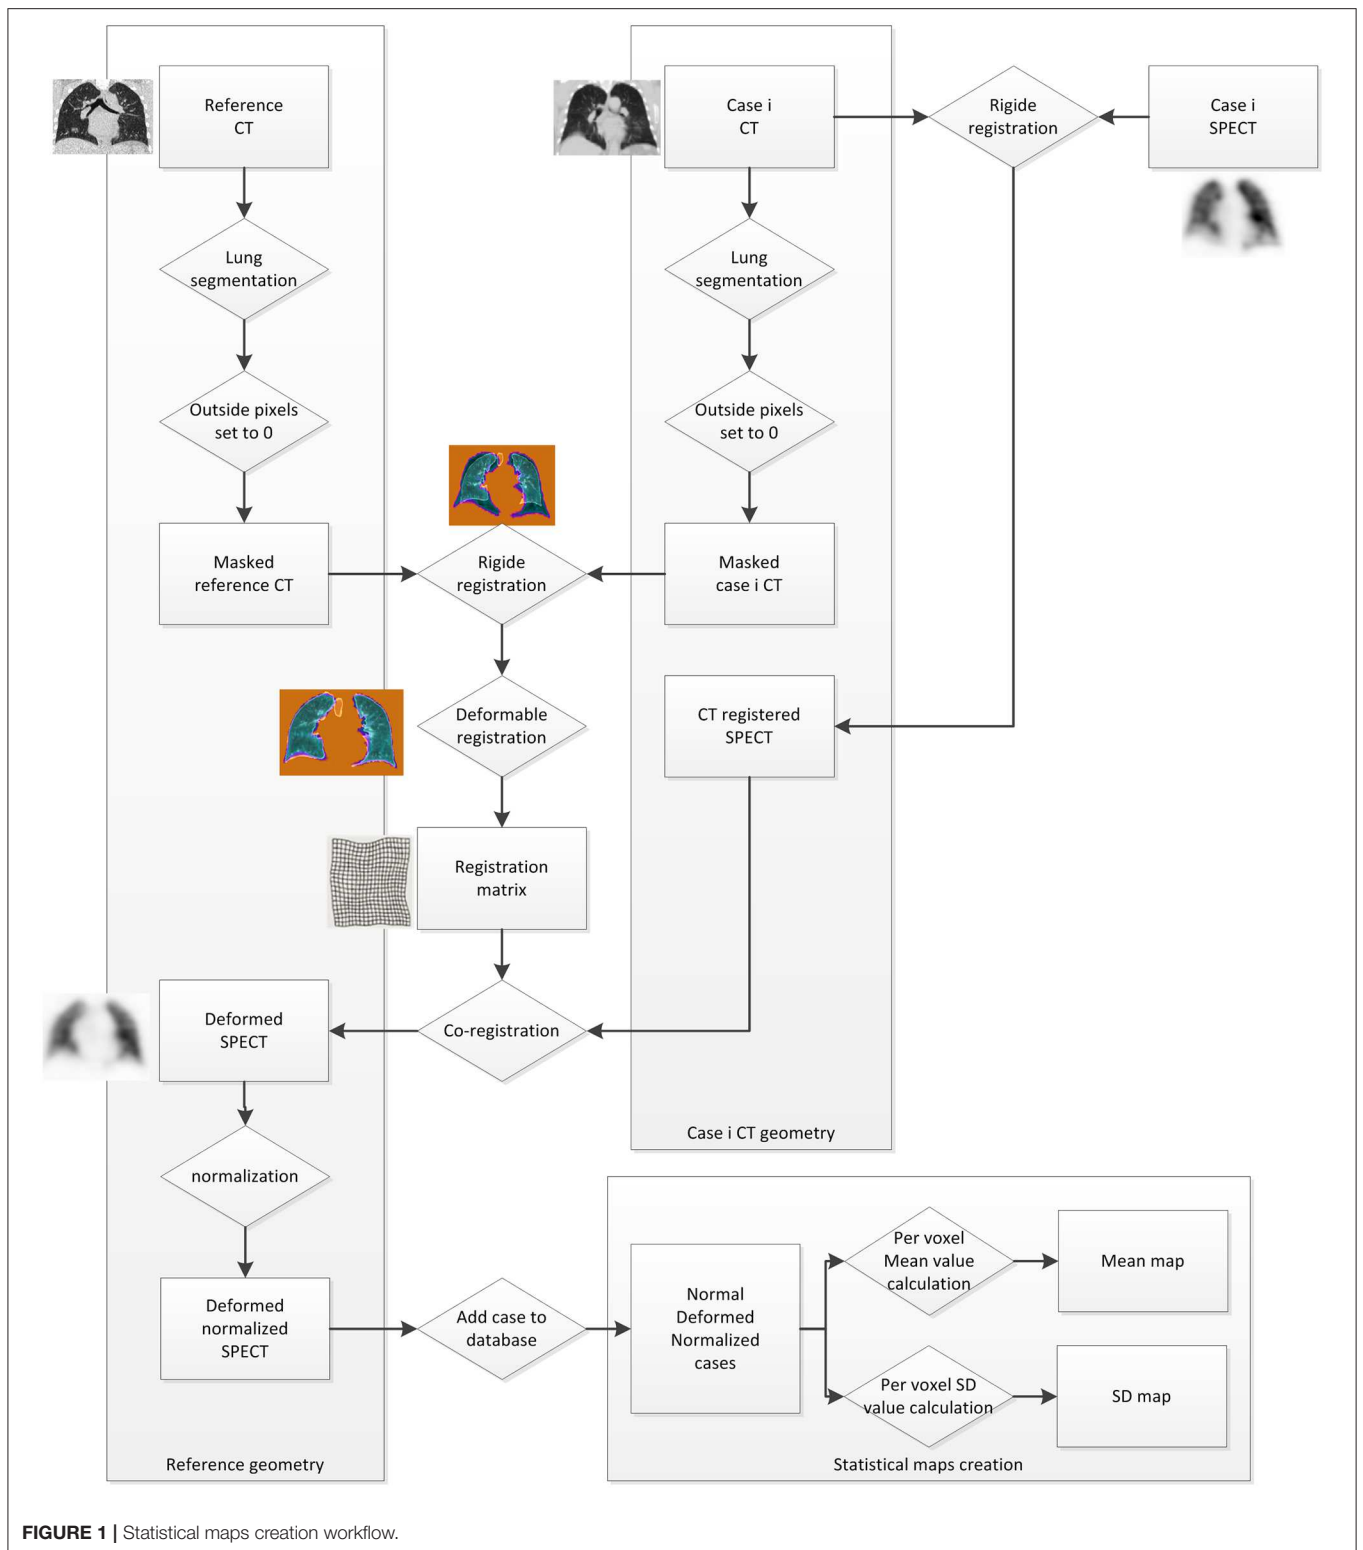 Reference
CT
Case i
CT
Rigide
registration
Case i
SPECT
Lung
segmentation
Lung
segmentation
Outside pixels
set to 0
Outside pixels
set to 0
Masked
reference CT
Rigide
registration
Masked
case i CT
Deformable
registration
CT registered
SPECT
Registration
matrix
Deformed
SPECT
Co-registration
Case i CT geometry
normalization
Deformed
normalized
SPECT
Add case to
database
Normal
Deformed
Normalized
cases
Per voxel
Mean value
calculation
Mean map
Per voxel SD
value calculation
SD map
Reference geometry
Statistical maps creation
FIGURE 1 | Statistical maps creation workflow.